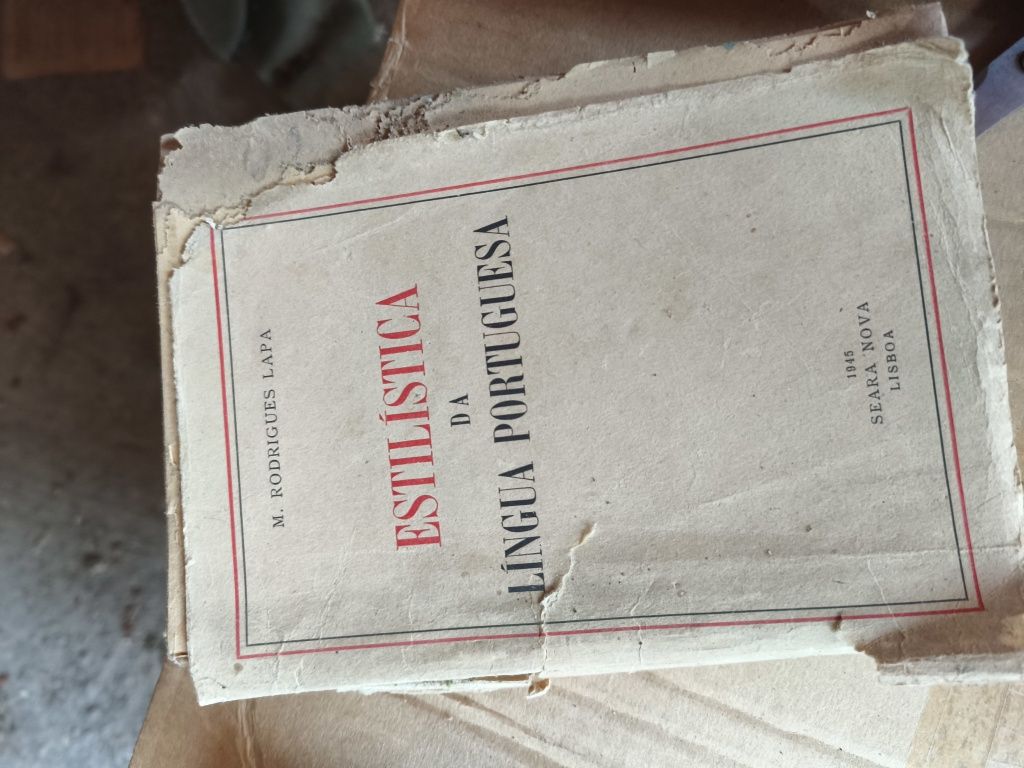 M. RODRIGUES LAPA
ESTILÍSTICA
DA
LÍNGUA PORTUGUESA
1945
SEARA NOVA
LISBOA